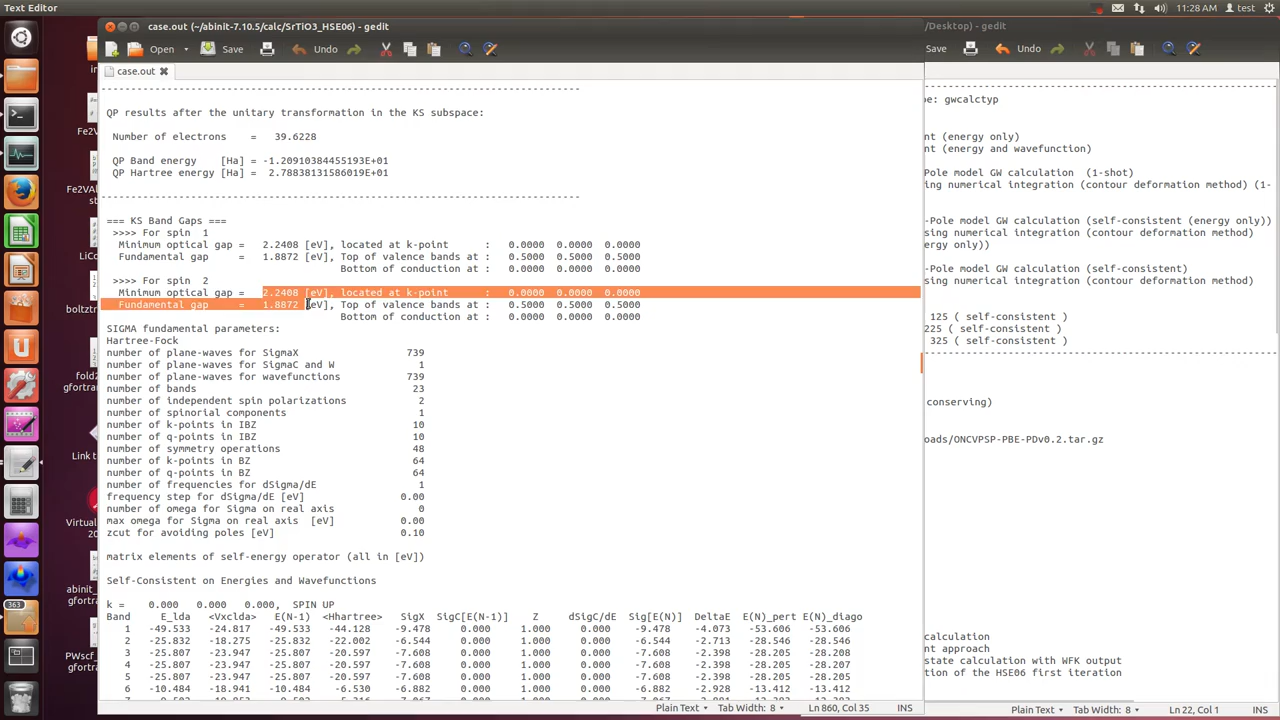 Text Editor
11:28 AM
test
case.out (~/abinit-7.10.5/calc/SrTiO3_HSE06) - gedit
/Desktop) - gedit
Open
Save
Undo
Save
Undo
case.out
QP results after the unitary transformation in the KS subspace:
Number of electrons = 39.6228
QP Band energy [Ha] = -1.20910384455193E+01
QP Hartree energy [Ha] = 2.78838131586019E+01
=== KS Band Gaps ===
>>>> For spin 1
Minimum optical gap = 2.2408 [eV], located at k-point : 0.0000 0.0000 0.0000
Fundamental gap = 1.8872 [eV], Top of valence bands at : 0.5000 0.5000 0.5000
Bottom of conduction at : 0.0000 0.0000 0.0000
>>>> For spin 2
Minimum optical gap = 2.2408 [eV], located at k-point : 0.0000 0.0000 0.0000
Fundamental gap = 1.8872 [eV], Top of valence bands at : 0.5000 0.5000 0.5000
Bottom of conduction at : 0.0000 0.0000 0.0000
SIGMA fundamental parameters:
Hartree-Fock
number of plane-waves for SigmaX 739
number of plane-waves for SigmaC and W 1
number of plane-waves for wavefunctions 739
number of bands 23
number of independent spin polarizations 2
number of spinorial components 1
number of k-points in IBZ 10
number of q-points in IBZ 10
number of symmetry operations 48
number of k-points in BZ 64
number of q-points in BZ 64
number of frequencies for dSigma/dE 1
frequency step for dSigma/dE [eV] 0.00
number of omega for Sigma on real axis 0
max omega for Sigma on real axis [eV] 0.00
zcut for avoiding poles [eV] 0.10
matrix elements of self-energy operator (all in [eV])
Self-Consistent on Energies and Wavefunctions
k = 0.000 0.000 0.000, SPIN UP
Band E_lda <Vxclda> E(N-1) <Hhartree> SigX SigC[E(N-1)] Z dSigC/dE Sig[E(N)] DeltaE E(N)_pert E(N)_diago
1 -49.533 -24.817 -49.533 -44.128 -9.478 0.000 1.000 0.000 -9.478 -4.073 -53.606 -53.606
2 -25.832 -23.910 -25.832 -22.002 -6.544 0.000 1.000 0.000 -6.544 -2.713 -28.546 -28.546
3 -25.807 -23.947 -25.807 -20.597 -7.608 0.000 1.000 0.000 -7.608 -2.398 -28.206 -28.208
4 -25.807 -23.947 -25.807 -20.597 -7.608 0.000 1.000 0.000 -7.608 -2.398 -28.206 -28.207
5 -25.807 -23.947 -25.807 -20.597 -7.608 0.000 1.000 0.000 -7.608 -2.398 -28.206 -28.206
6 -10.484 -18.941 -10.484 -6.530 -6.882 0.000 1.000 0.000 -6.882 -2.928 -13.412 -13.412
Plain Text
Tab Width: 8
Ln 860, Col 35
INS
pe: gwcalctyp
nt (energy only)
nt (energy and wavefunction)
Pole model GW calculation (1-shot)
ing numerical integration (contour deformation method) (1-
-Pole model GW calculation (self-consistent (energy only))
ing numerical integration (contour deformation method)
ergy only))
-Pole model GW calculation (self-consistent)
ing numerical integration (contour deformation method)
125 ( self-consistent )
225 ( self-consistent )
325 ( self-consistent )
conserving)
oads/ONCVPSP-PBE-PDv0.2.tar.gz
calculation
nt approach
state calculation with WFK output
tion of the HSE06 first iteration
Plain Text
Tab Width: 8
Ln 22, Col 1
INS
in
Fe2
Fe2VA
st
LiCo
boltztr
fold2
gfortran
Link t
Virtual
20
abinit_
gfortra
PWscf_
gfortra
363